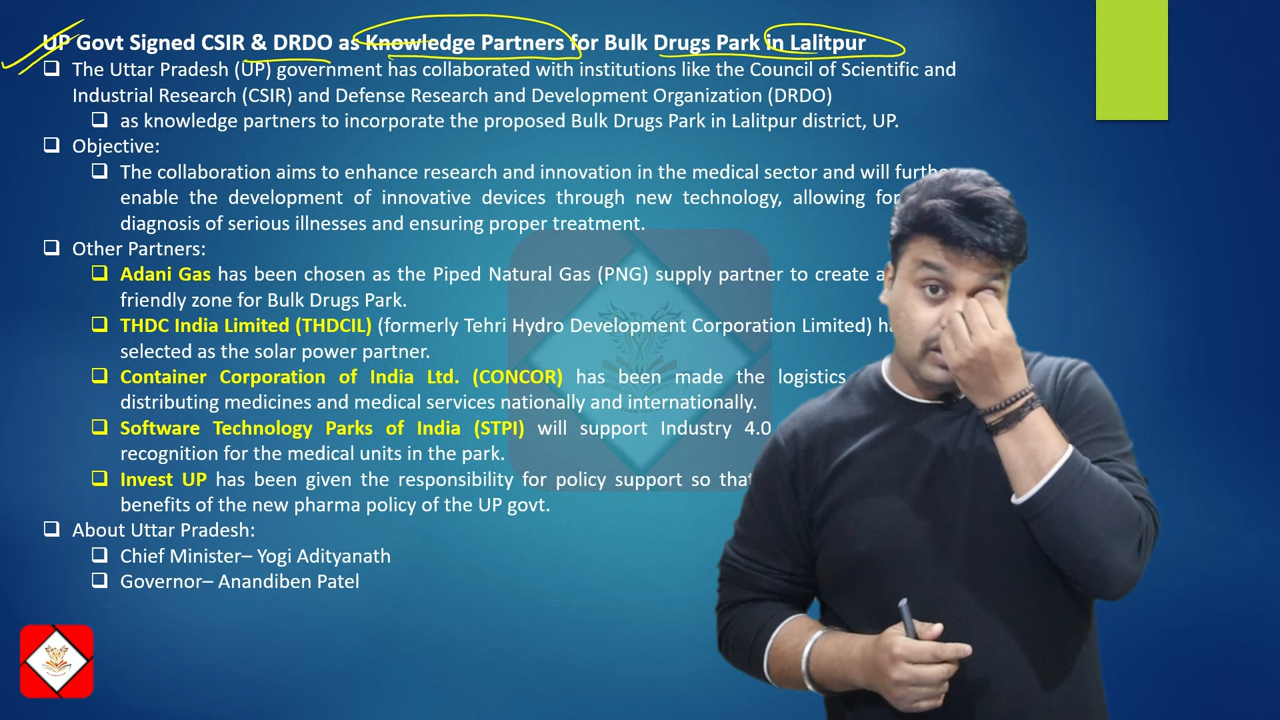 UP Govt Signed CSIR & DRDO as Knowledge Partners for Bulk Drugs Park in Lalitpur
❑ The Uttar Pradesh (UP) government has collaborated with institutions like the Council of Scientific and
Industrial Research (CSIR) and Defense Research and Development Organization (DRDO)
❑ as knowledge partners to incorporate the proposed Bulk Drugs Park in Lalitpur district, UP.
❑ Objective:
❑ The collaboration aims to enhance research and innovation in the medical sector and will further
enable the development of innovative devices through new technology, allowing for
diagnosis of serious illnesses and ensuring proper treatment.
❑ Other Partners:
❑ Adani Gas has been chosen as the Piped Natural Gas (PNG) supply partner to create a
friendly zone for Bulk Drugs Park.
❑ THDC India Limited (THDCIL) (formerly Tehri Hydro Development Corporation Limited)
selected as the solar power partner.
❑ Container Corporation of India Ltd. (CONCOR) has been made the logistics
distributing medicines and medical services nationally and internationally.
❑ Software Technology Parks of India (STPI) will support Industry 4.0
recognition for the medical units in the park.
❑ Invest UP has been given the responsibility for policy support so that
benefits of the new pharma policy of the UP govt.
❑ About Uttar Pradesh:
❑ Chief Minister– Yogi Adityanath
❑ Governor– Anandiben Patel